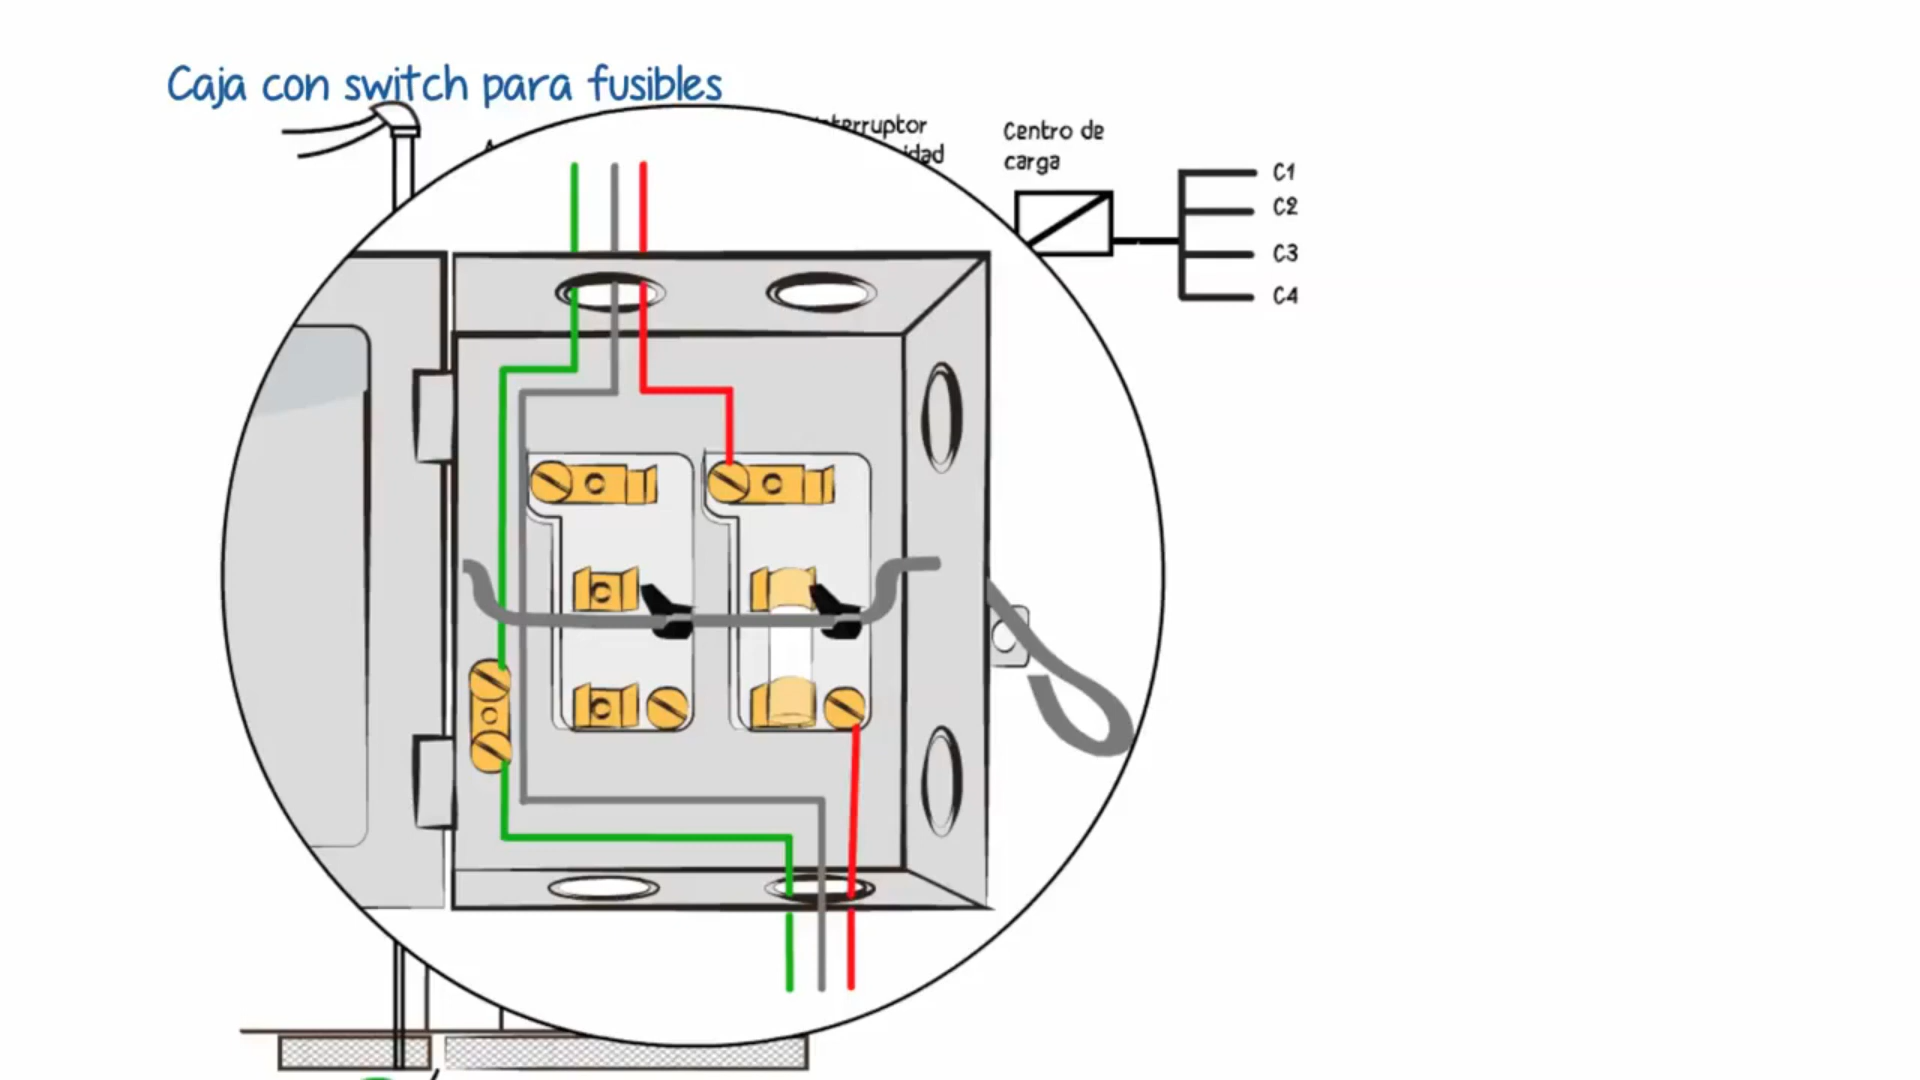 Caja con switch para fusibles
Centro de
carga
C1
C2
C3
C4